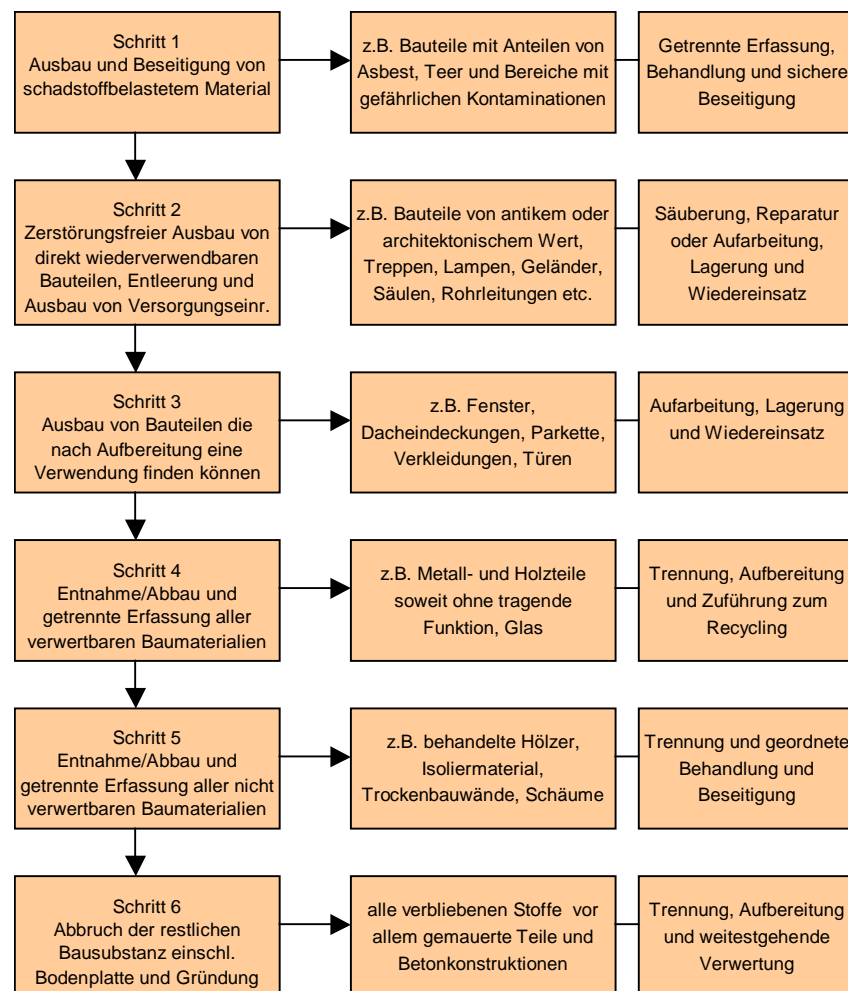 Schritt 1
Ausbau und Beseitigung von
schadstoffbelastetem Material
z.B. Bauteile mit Anteilen von
Asbest, Teer und Bereiche mit
gefährlichen Kontaminationen
Getrennte Erfassung,
Behandlung und sichere
Beseitigung
Schritt 2
Zerstörungsfreier Ausbau von
direkt wiederverwendbaren
Bauteilen, Entleerung und
Ausbau von Versorgungseinr.
z.B. Bauteile von antikem oder
architektonischem Wert,
Treppen, Lampen, Geländer,
Säulen, Rohrleitungen etc.
Säuberung, Reparatur
oder Aufarbeitung,
Lagerung und
Wiedereinsatz
Schritt 3
Ausbau von Bauteilen die
nach Aufbereitung eine
Verwendung finden können
z.B. Fenster,
Dacheindeckungen, Parkette,
Verkleidungen, Türen
Aufarbeitung, Lagerung
und Wiedereinsatz
Schritt 4
Entnahme/Abbau und
getrennte Erfassung aller
verwertbaren Baumaterialien
z.B. Metall- und Holzteile
soweit ohne tragende
Funktion, Glas
Trennung, Aufbereitung
und Zuführung zum
Recycling
Schritt 5
Entnahme/Abbau und
getrennte Erfassung aller nicht
verwertbaren Baumaterialien
z.B. behandelte Hölzer,
Isoliermaterial,
Trockenbauwände, Schäume
Trennung und geordnete
Behandlung und
Beseitigung
Schritt 6
Abbruch der restlichen
Bausubstanz einschl.
Bodenplatte und Gründung
alle verbliebenen Stoffe vor
allem gemauerte Teile und
Betonkonstruktionen
Trennung, Aufbereitung
und weitestgehende
Verwertung